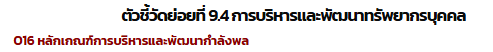 ตัวชี้วัดย่อยที่ 9.4 การบริหารและพัฒนาทรัพยากรบุคคล
O16 หลักเกณฑ์การบริหารและพัฒนากำลังพล